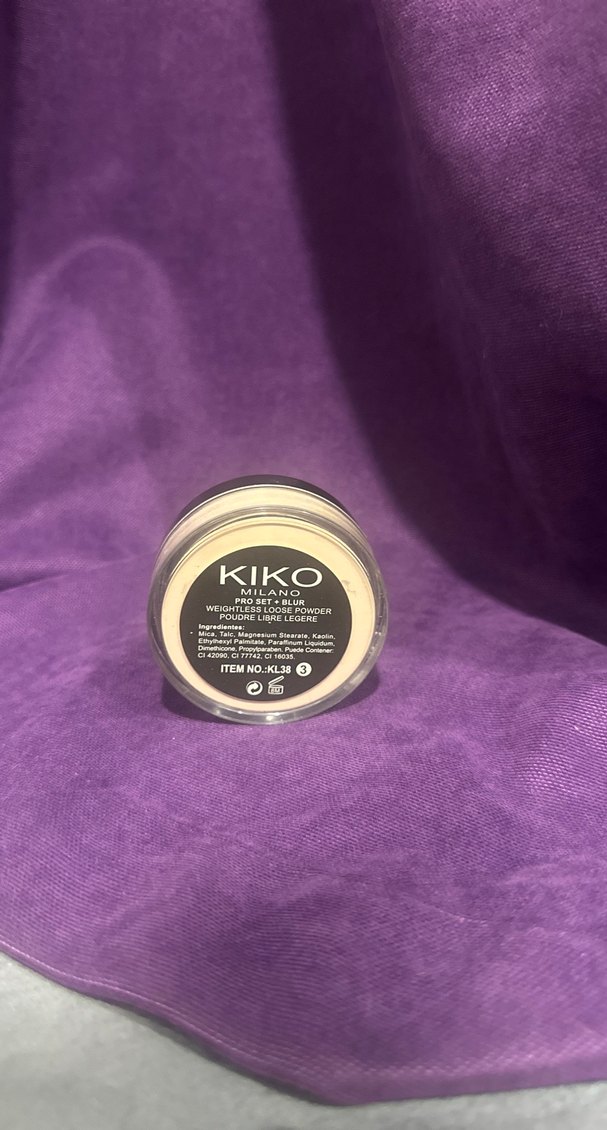 KIKO
MILANO
PRO SET + BLUR
WEIGHTLESS LOOSE POWDER
POUDRE LIBRE LEGERE
Ingredientes:
Mica, Talc, Magnesium Stearate, Kaolin,
Ethylhexyl Palmitate, Paraffinum Liquidum,
Dimethicone, Propylparaben. Puede Contener:
CI 42090, CI 77742, CI 16035.
ITEM NO.:KL38 3